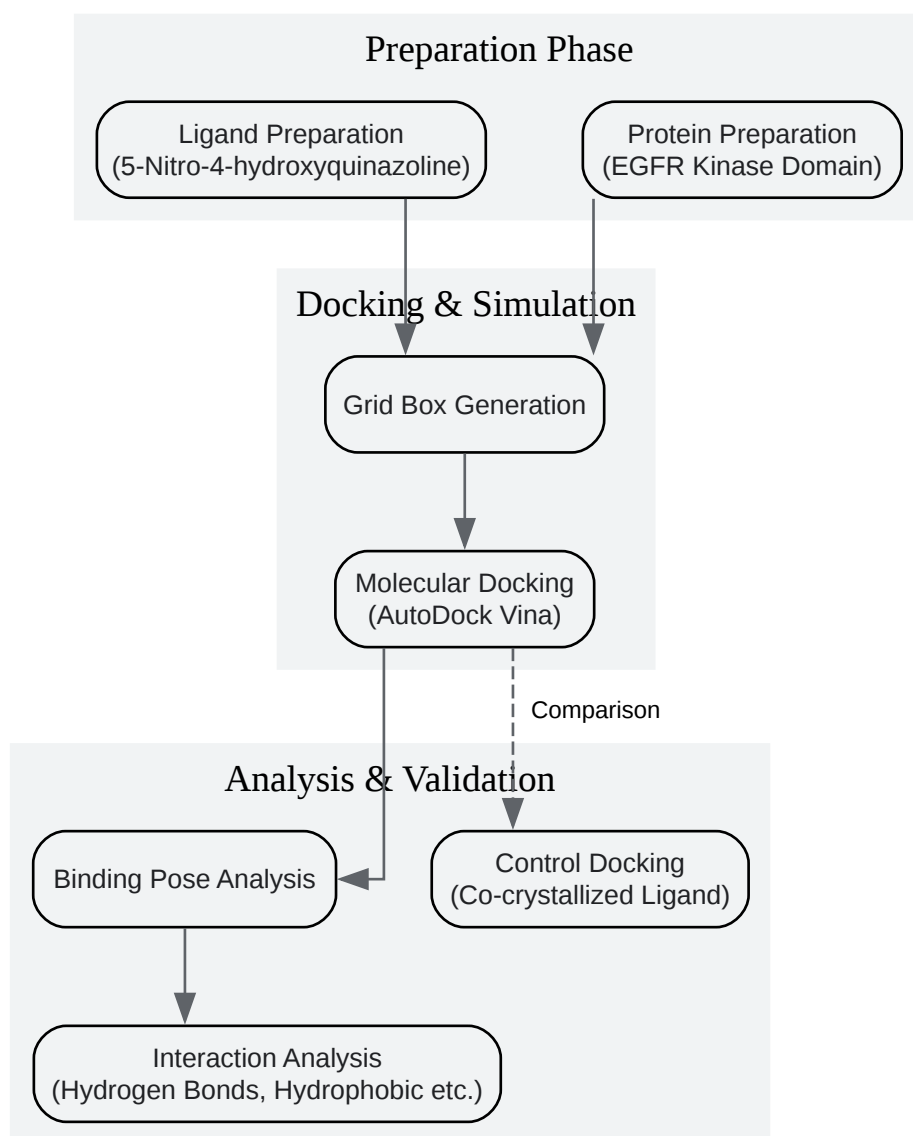 Preparation Phase
Ligand Preparation
(5-Nitro-4-hydroxyquinazoline)
Protein Preparation
(EGFR Kinase Domain)
Docking & Simulation
Grid Box Generation
Molecular Docking
(AutoDock Vina)
Comparison
Analysis & Validation
Binding Pose Analysis
Control Docking
(Co-crystallized Ligand)
Interaction Analysis
(Hydrogen Bonds, Hydrophobic etc.)